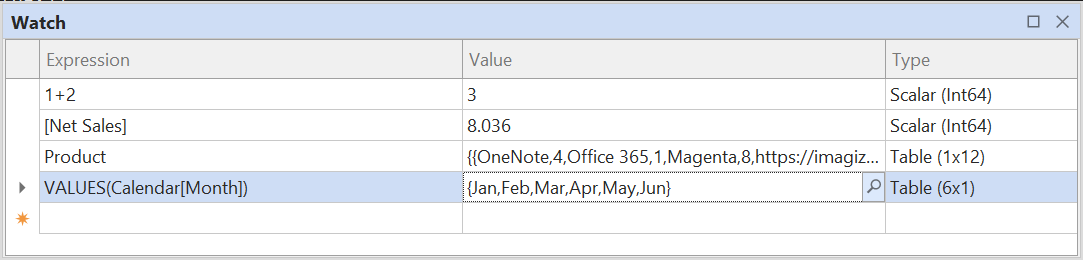 Watch
Expression Value Type
1+2 3 Scalar (Int64)
[Net Sales] 8.036 Scalar (Int64)
Product {{OneNote,4,Office 365,1,Magenta,8,https://imagiz... Table (1x12)
VALUES(Calendar[Month]) {Jan,Feb,Mar,Apr,May,Jun} Table (6x1)